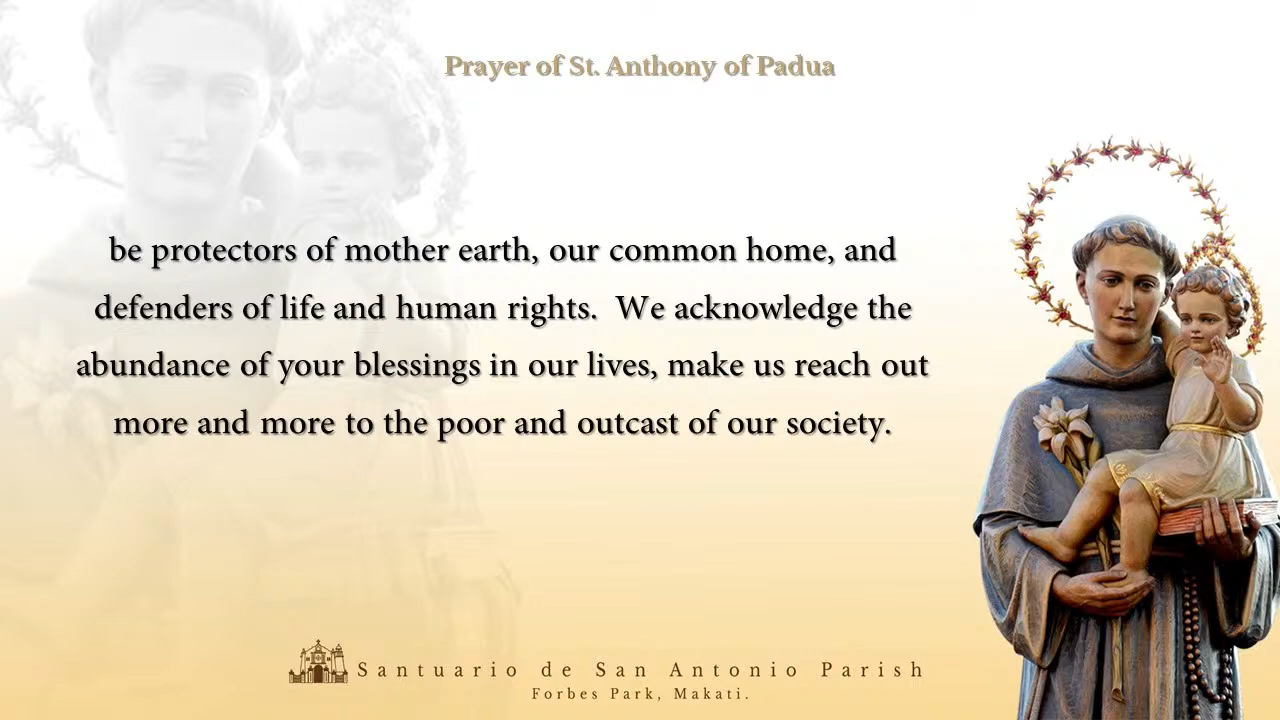 Prayer of St. Anthony of Padua
be protectors of mother earth, our common home, and
defenders of life and human rights.  We acknowledge the
abundance of your blessings in our lives, make us reach out
more and more to the poor and outcast of our society.
Santuario de San Antonio Parish
Forbes Park, Makati.